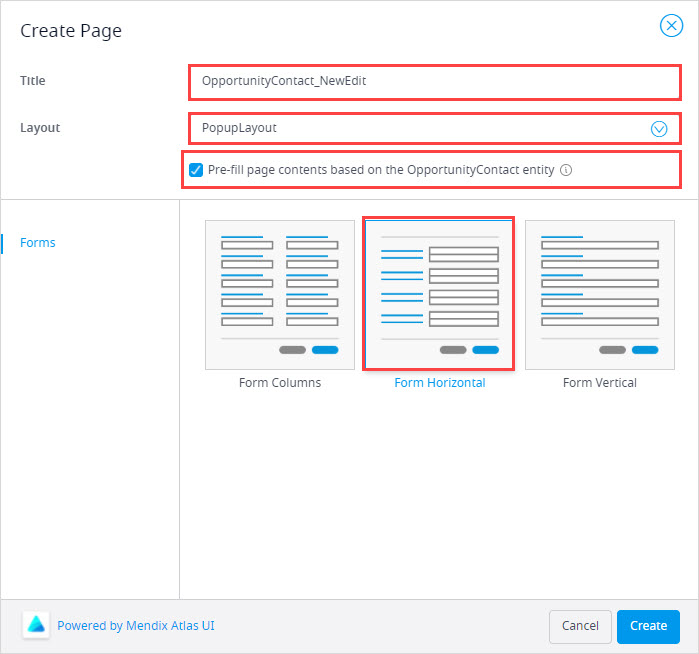 Create Page
Title
OpportunityContact_NewEdit
Layout
PopupLayout
Pre-fill page contents based on the OpportunityContact entity
Forms
Form Columns
Form Horizontal
Form Vertical
Powered by Mendix Atlas UI
Cancel
Create